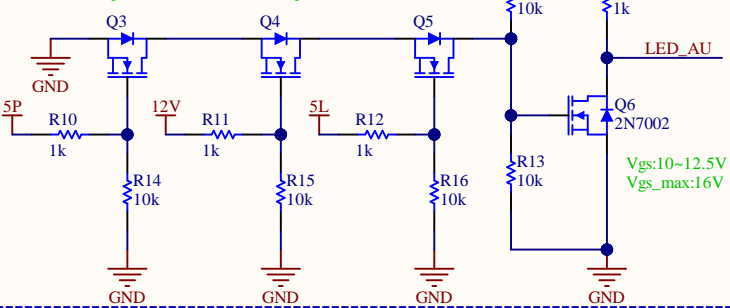 10k
1k
Q3
Q4
Q5
LED_AU
GND
5P
R10
1k
12V
R11
1k
5L
R12
1k
Q6
2N7002
R14
10k
R15
10k
R16
10k
R13
10k
Vgs:10~12.5V
Vgs_max:16V
GND
GND
GND
GND